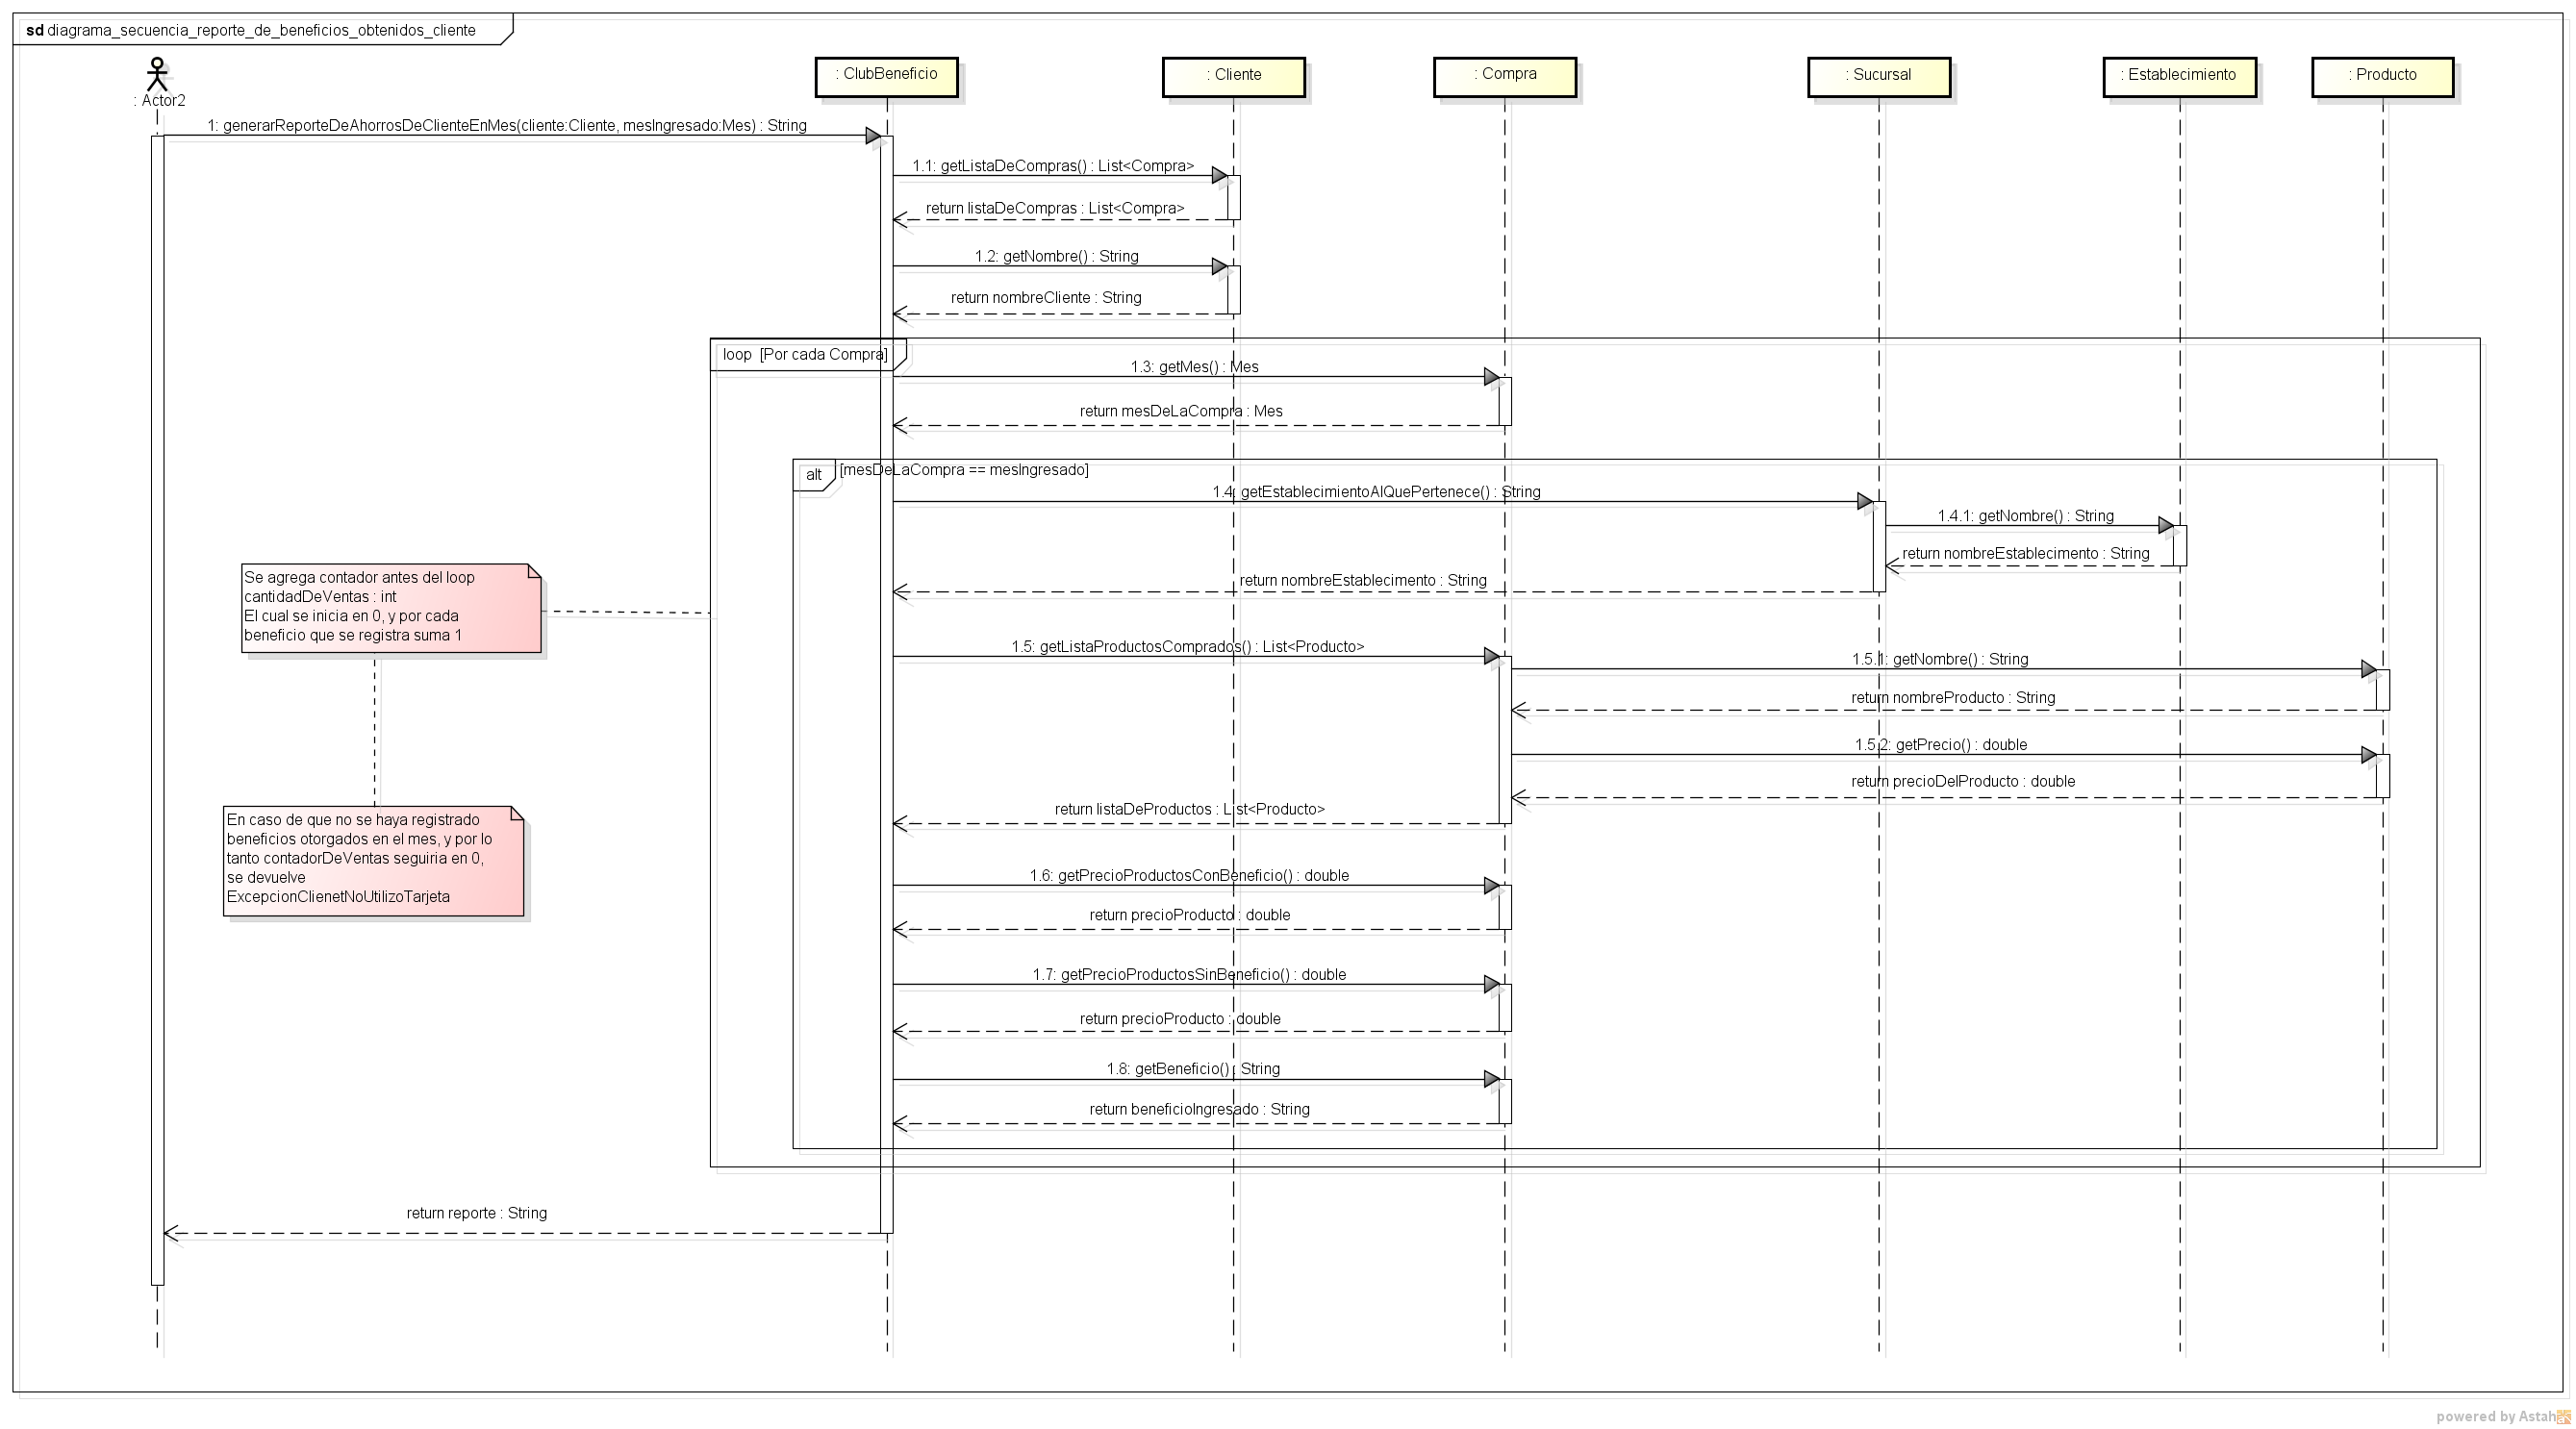 sd diagrama_secuencia_reporte_de_beneficios_obtenidos_cliente
: Actor2
: ClubBeneficio
: Cliente
: Compra
: Sucursal
: Establecimiento
: Producto
1: generarReporteDeAhorrosDeClienteEnMes(cliente:Cliente, mesIngresado:Mes) : String
1.1: getListaDeCompras() : List<Compra>
return listaDeCompras : List<Compra>
1.2: getNombre() : String
return nombreCliente : String
loop [Por cada Compra]
1.3: getMes() : Mes
return mesDeLaCompra : Mes
alt [mesDeLaCompra == mesIngresado]
1.4: getEstablecimientoAlQuePertenece() : String
1.4.1: getNombre() : String
return nombreEstablecimiento : String
return nombreEstablecimiento : String
Se agrega contador antes del loop
cantidadDeVentas : int
El cual se inicia en 0, y por cada
beneficio que se registra suma 1
1.5: getListaProductosComprados() : List<Producto>
1.5.1: getNombre() : String
return nombreProducto : String
1.5.2: getPrecio() : double
return precioDelProducto : double
return listaDeProductos : List<Producto>
En caso de que no se haya registrado
beneficios otorgados en el mes, y por lo
tanto contadorDeVentas seguiria en 0,
se devuelve
ExcepcionClienetNoUtilizoTarjeta
1.6: getPrecioProductosConBeneficio() : double
return precioProducto : double
1.7: getPrecioProductosSinBeneficio() : double
return precioProducto : double
1.8: getBeneficio() : String
return beneficioIngresado : String
return reporte : String
powered by Astah